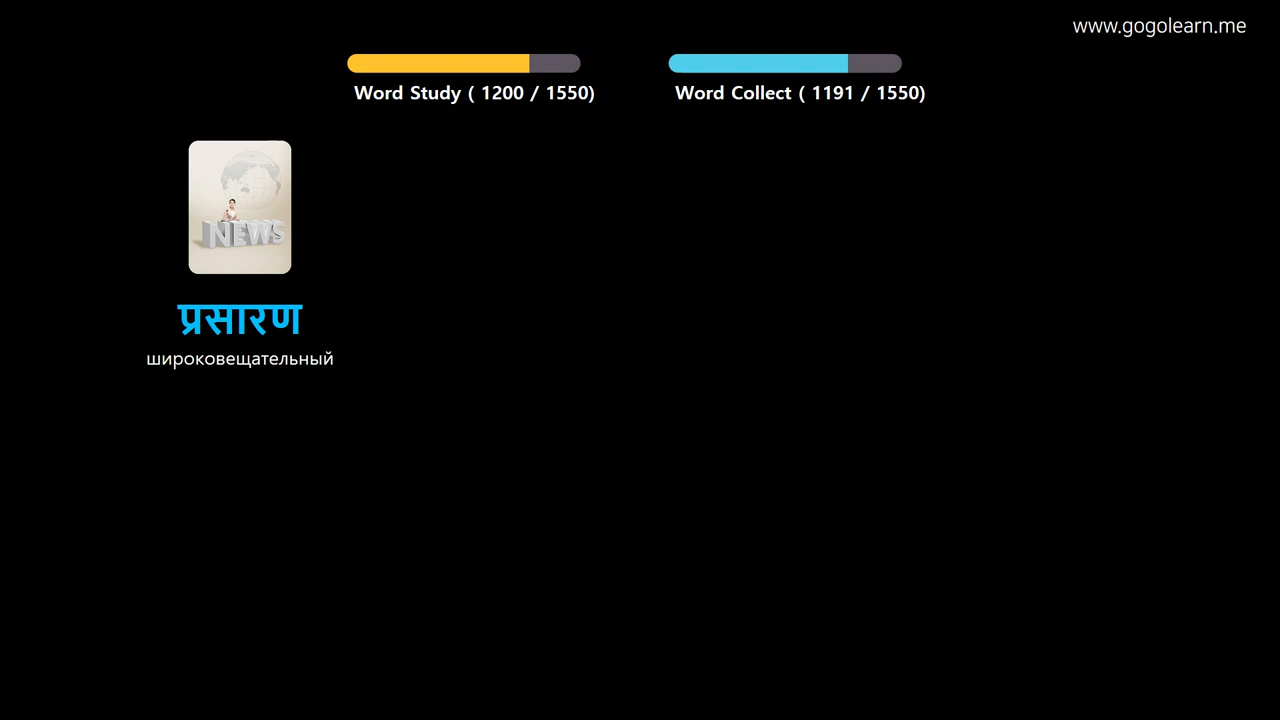 www.gogolearn.me
Word Study ( 1200 / 1550)
Word Collect ( 1191 / 1550)
NEWS
प्रसारण
широковещательный